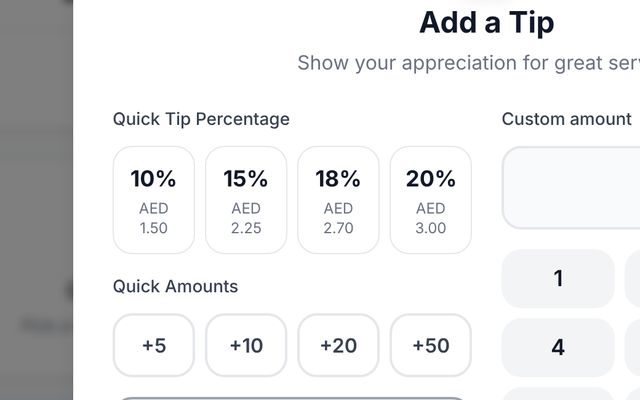 Add a Tip
Show your appreciation for great ser
Quick Tip Percentage
Custom amount
10%
AED
1.50
15%
AED
2.25
18%
AED
2.70
20%
AED
3.00
1
Quick Amounts
+5
+10
+20
+50
4